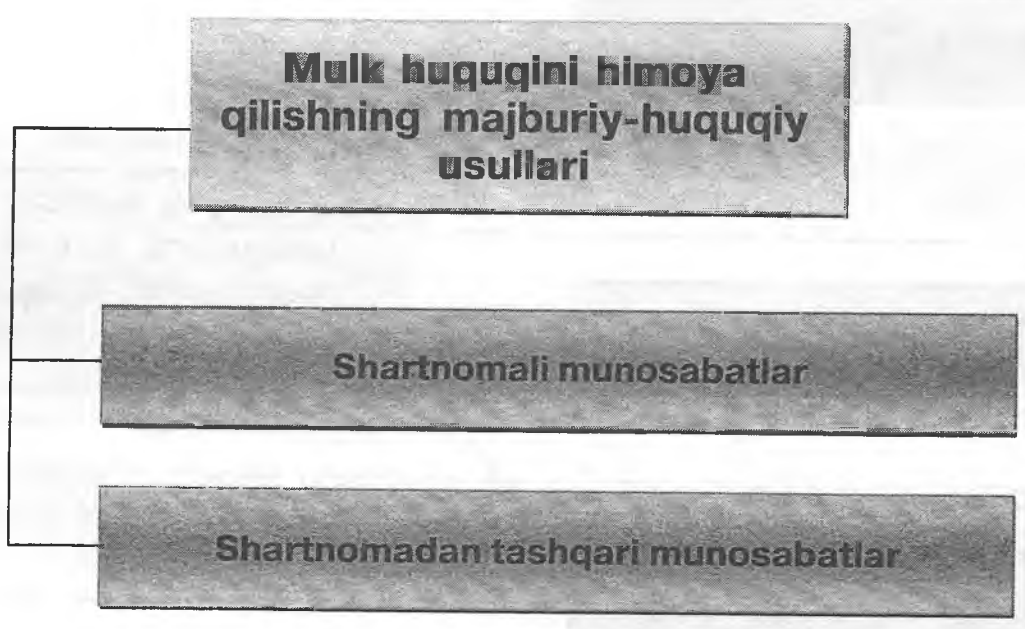 Mulk huquqini himoya
qilishning majburiy-huquqiy
usullari
Shartnomali munosabatlar
Shartnomadan tashqari munosabatlar